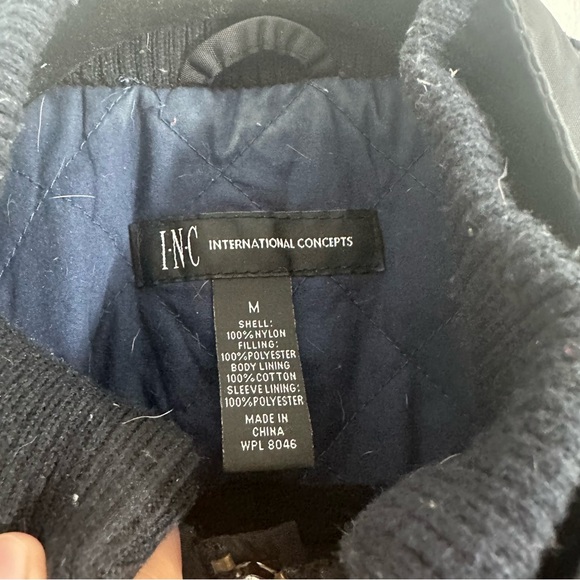 I·N·C INTERNATIONAL CONCEPTS
M
SHELL:
100%NYLON
FILLING:
100%POLYESTER
BODY LINING
100%COTTON
SLEEVE LINING:
100%POLYESTER
MADE IN
CHINA
WPL 8046